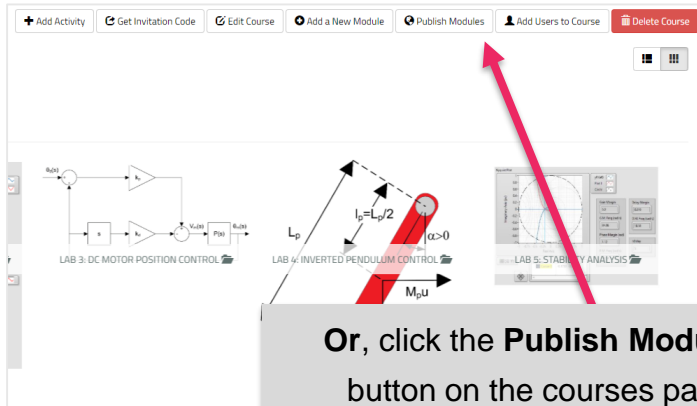 Add Activity Get Invitation Code Edit Course Add a New Module Publish Modules Add Users to Course Delete Course
LAB 3: DC MOTOR POSITION CONTROL LAB 4: INVERTED PENDULUM CONTROL LAB 5: STABILITY ANALYSIS
s
P(s)
Lp
lp=Lp/2
α>0
Mpu
Or, click the Publish Modu
button on the courses pa